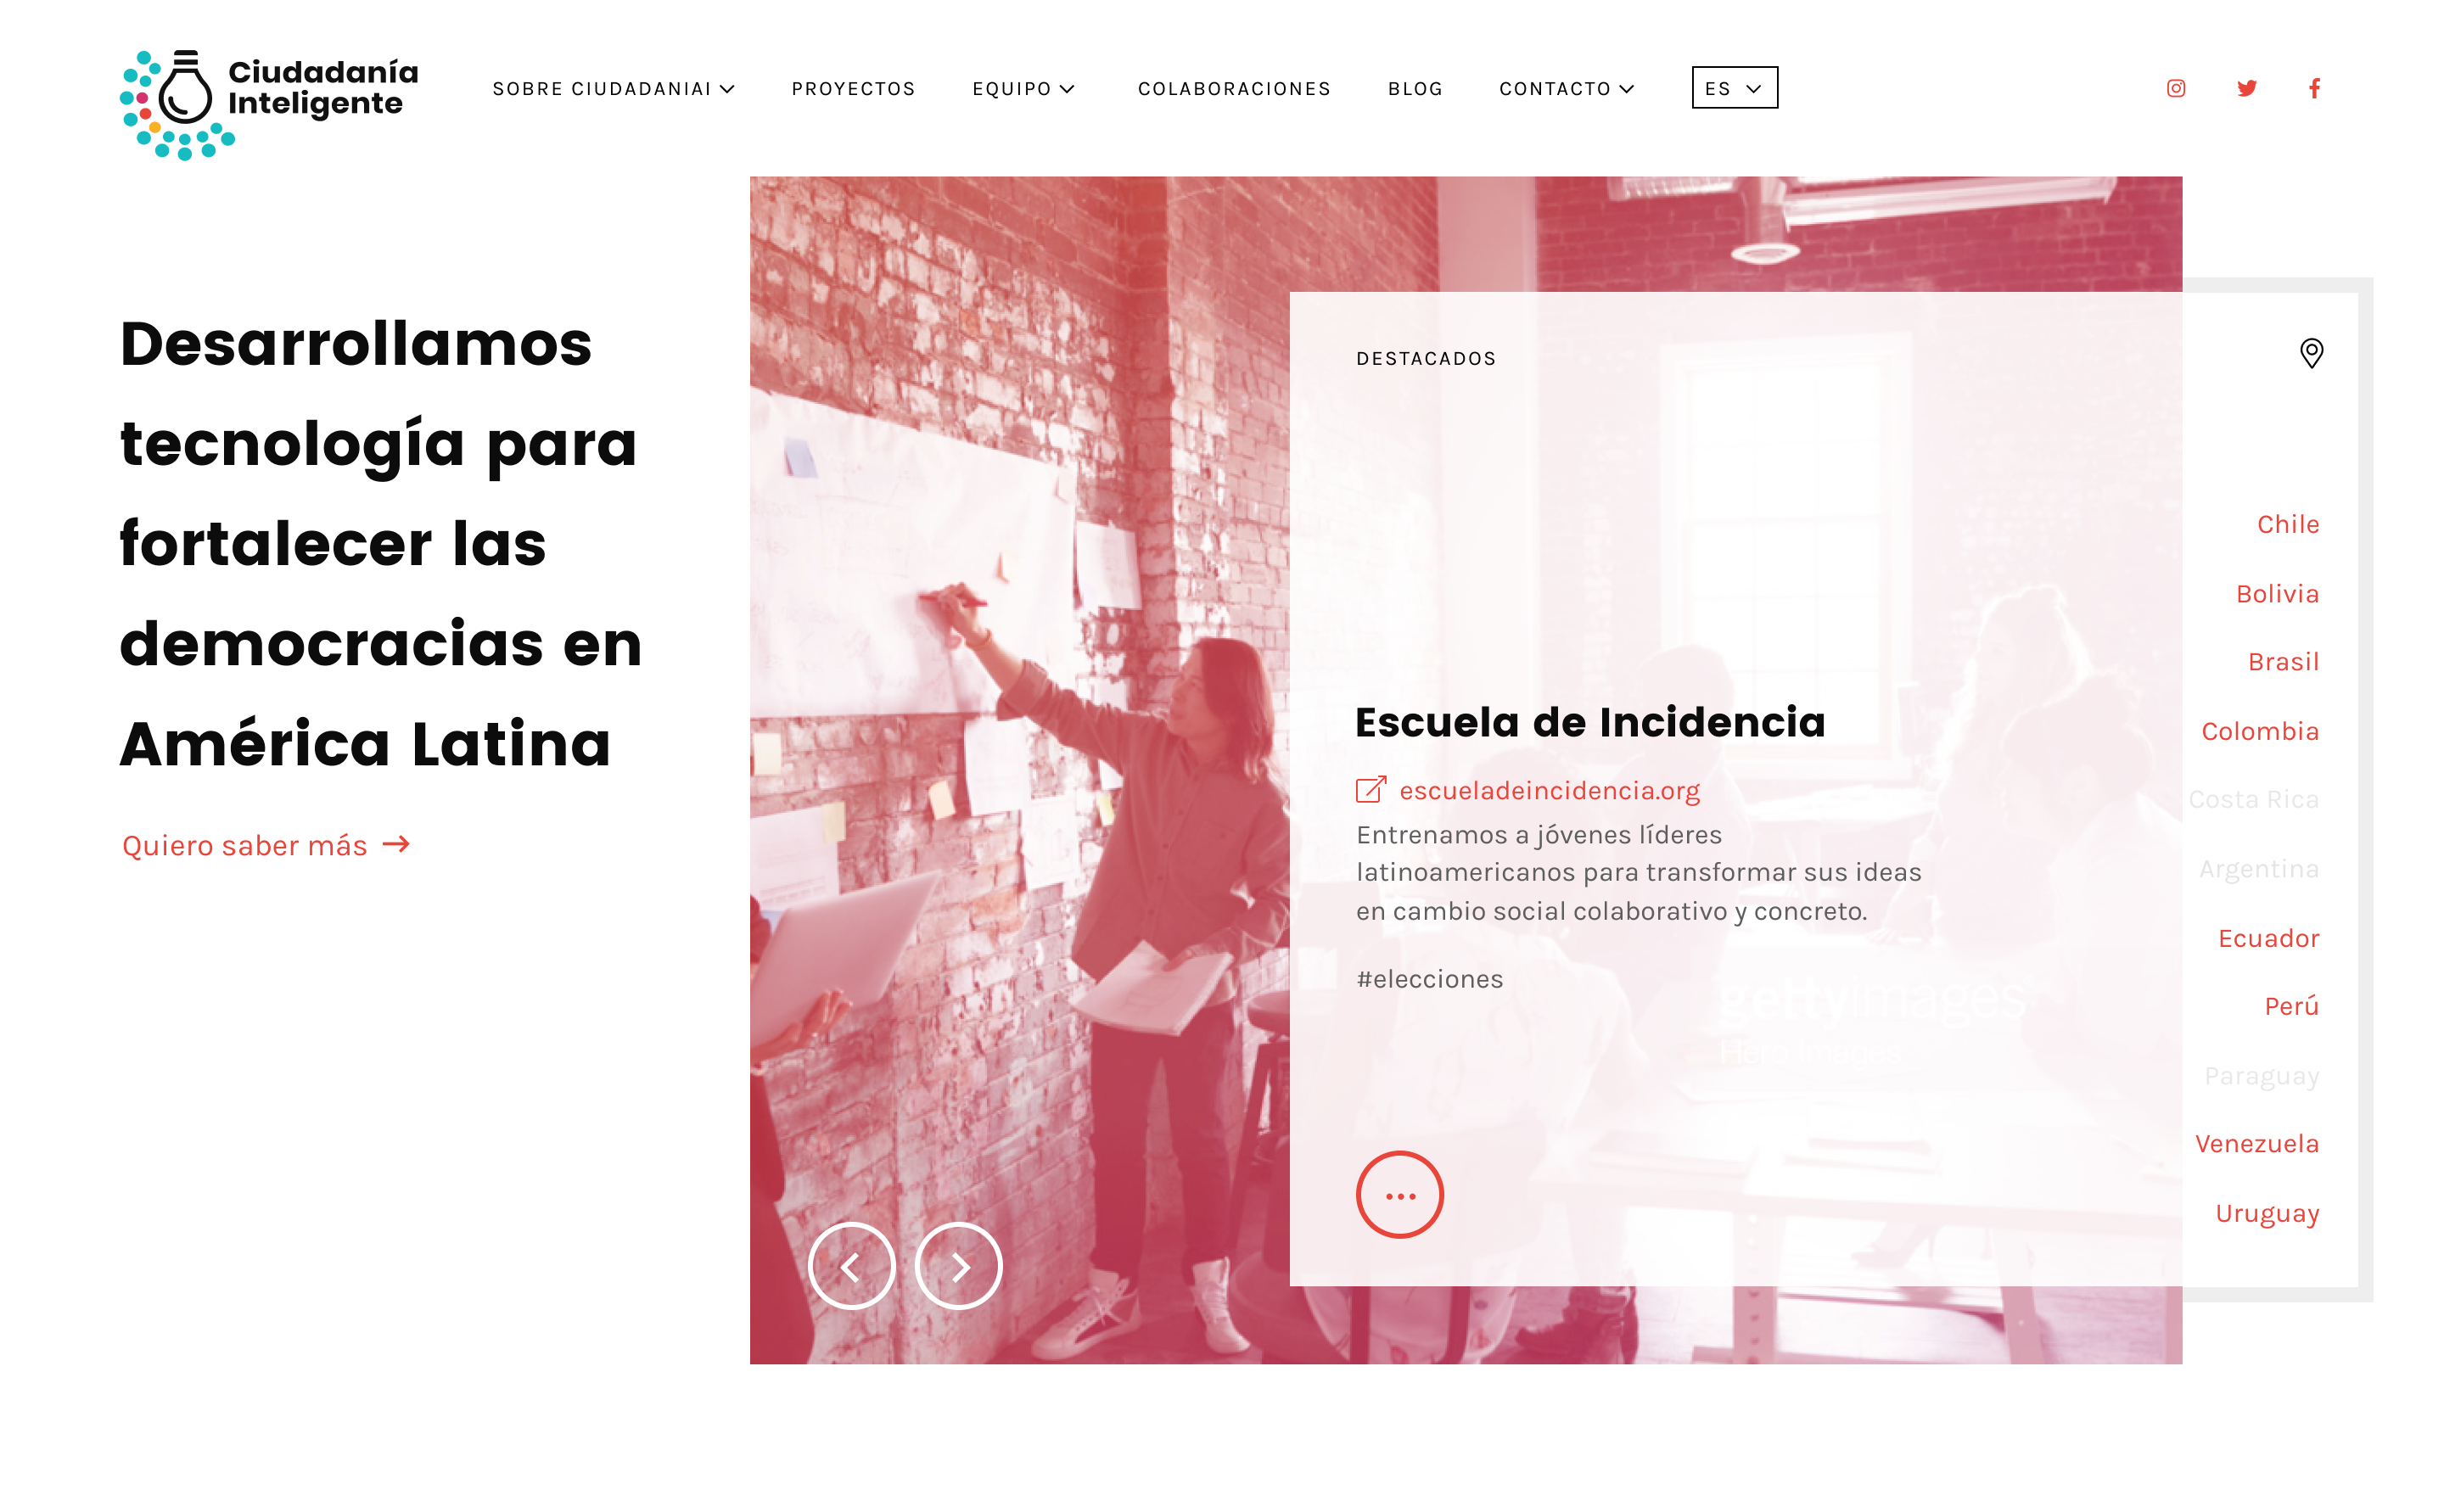 Ciudadanía
Inteligente
SOBRE CIUDADANIAI
PROYECTOS
EQUIPO
COLABORACIONES
BLOG
CONTACTO
ES
Desarrollamos
tecnología para
fortalecer las
democracias en
América Latina
Quiero saber más
DESTACADOS
Escuela de Incidencia
escueladeincidencia.org
Entrenamos a jóvenes líderes
latinoamericanos para transformar sus ideas
en cambio social colaborativo y concreto.
#elecciones
gettyimages
Chile
Bolivia
Brasil
Colombia
Costa Rica
Argentina
Ecuador
Perú
Paraguay
Venezuela
Uruguay